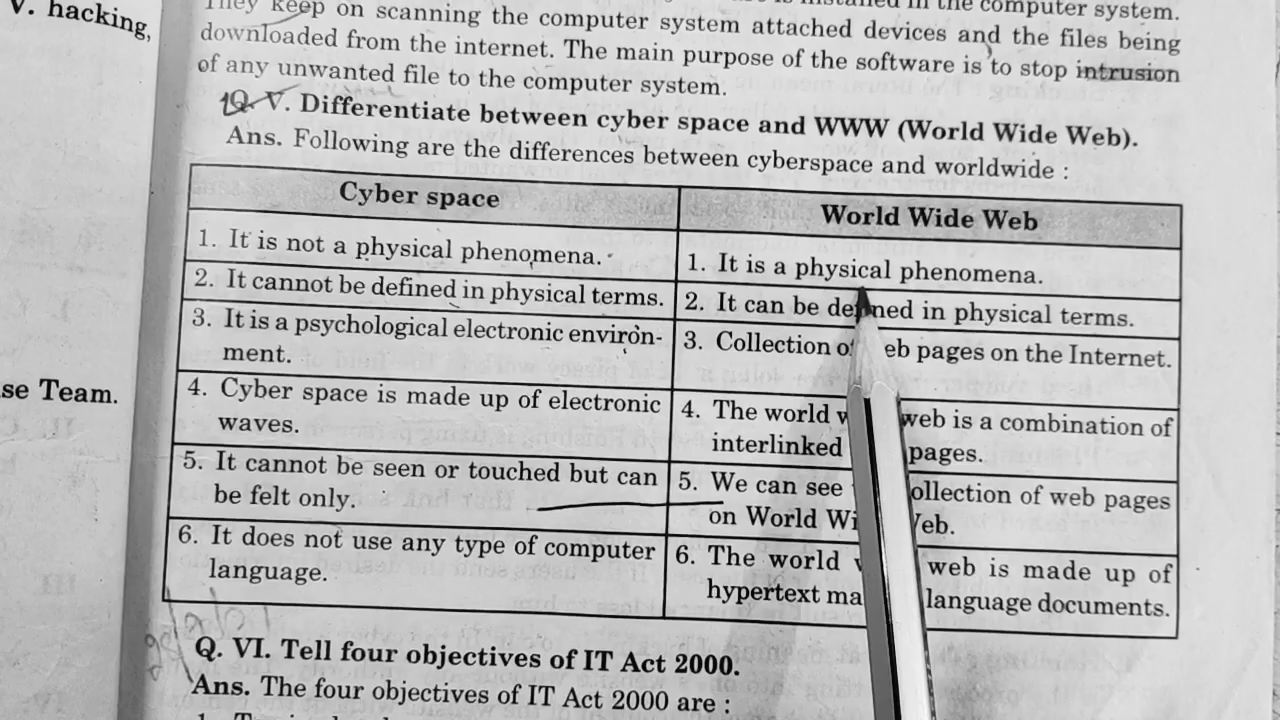 V. hacking,
se Team.
They keep on scanning the computer system attached devices and the files being
downloaded from the internet. The main purpose of the software is to stop intrusion
of any unwanted file to the computer system.
Q. V. Differentiate between cyber space and WWW (World Wide Web).
Ans. Following are the differences between cyberspace and worldwide :
Cyber space
World Wide Web
1. It is not a physical phenomena.
1. It is a physical phenomena.
2. It cannot be defined in physical terms.
2. It can be defined in physical terms.
3. It is a psychological electronic environ-
ment.
3. Collection of eb pages on the Internet.
4. Cyber space is made up of electronic
waves.
4. The world w web is a combination of
interlinked pages.
5. It cannot be seen or touched but can
be felt only.
5. We can see ollection of web pages
on World Wi Web.
6. It does not use any type of computer
language.
6. The world web is made up of
hypertext ma language documents.
Q. VI. Tell four objectives of IT Act 2000.
Ans. The four objectives of IT Act 2000 are :